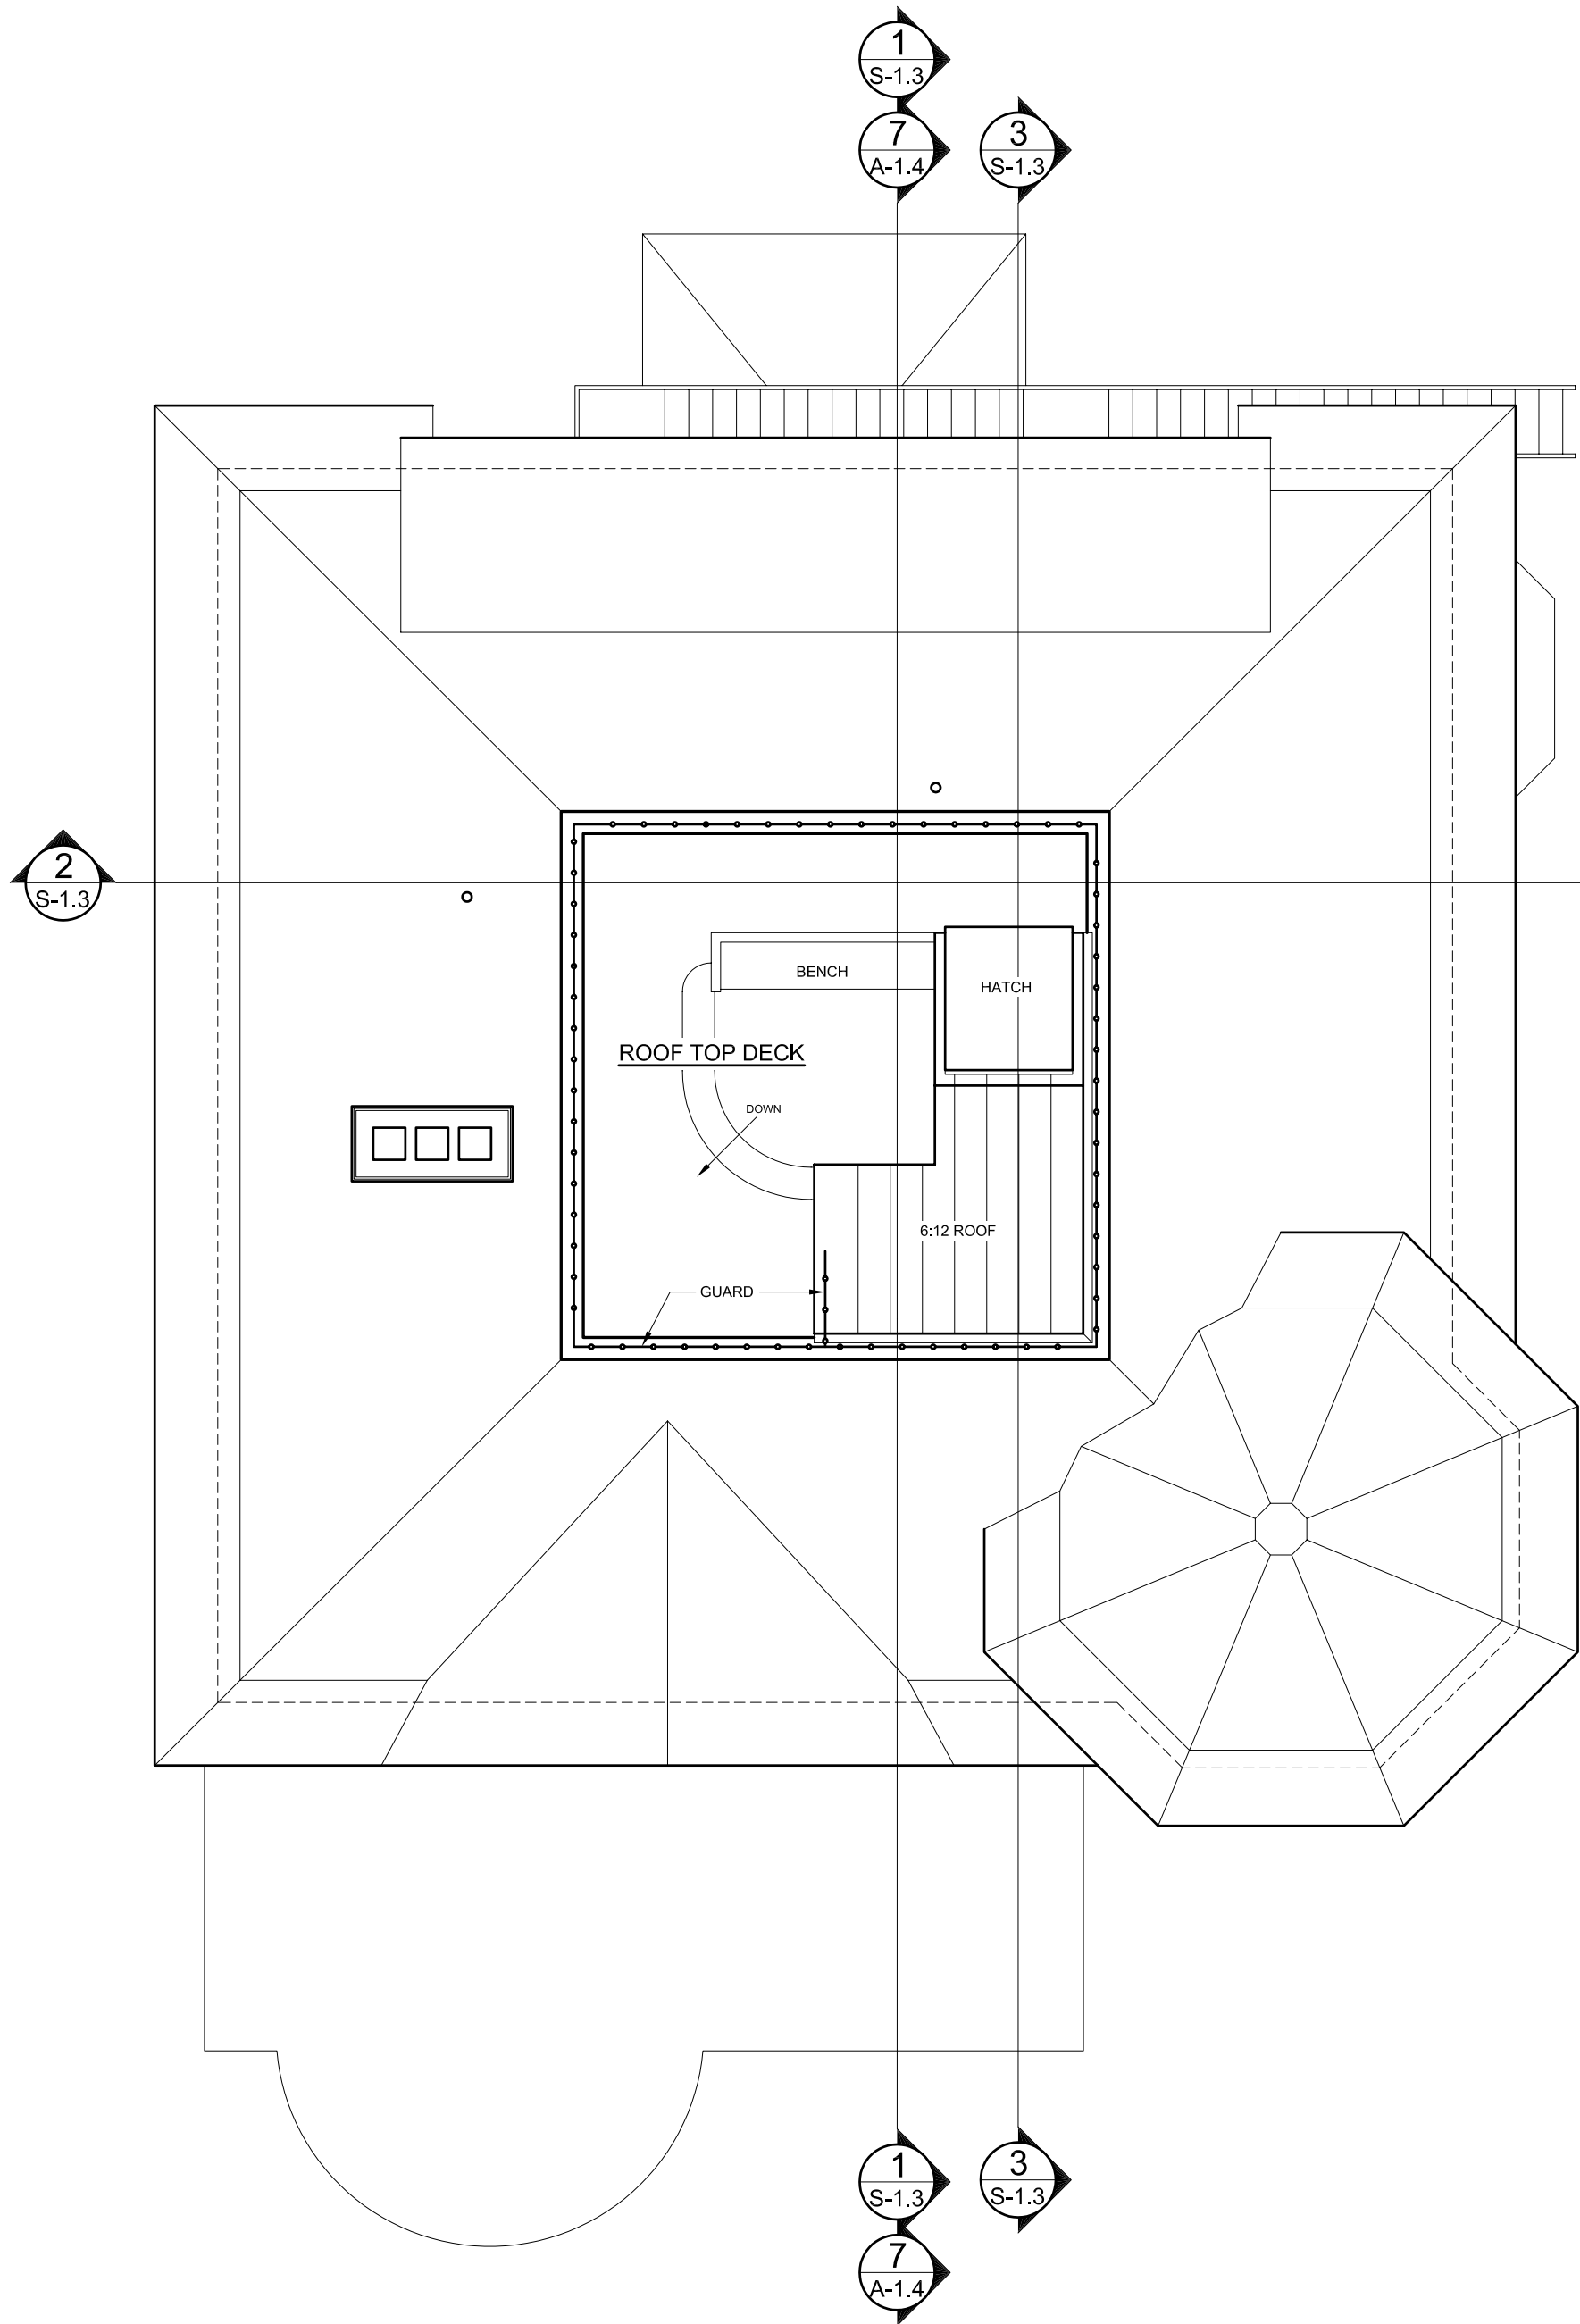 1
S-1.3
7
A-1.4
3
S-1.3
2
S-1.3
BENCH
HATCH
ROOF TOP DECK
DOWN
6:12 ROOF
GUARD
1
S-1.3
3
S-1.3
7
A-1.4